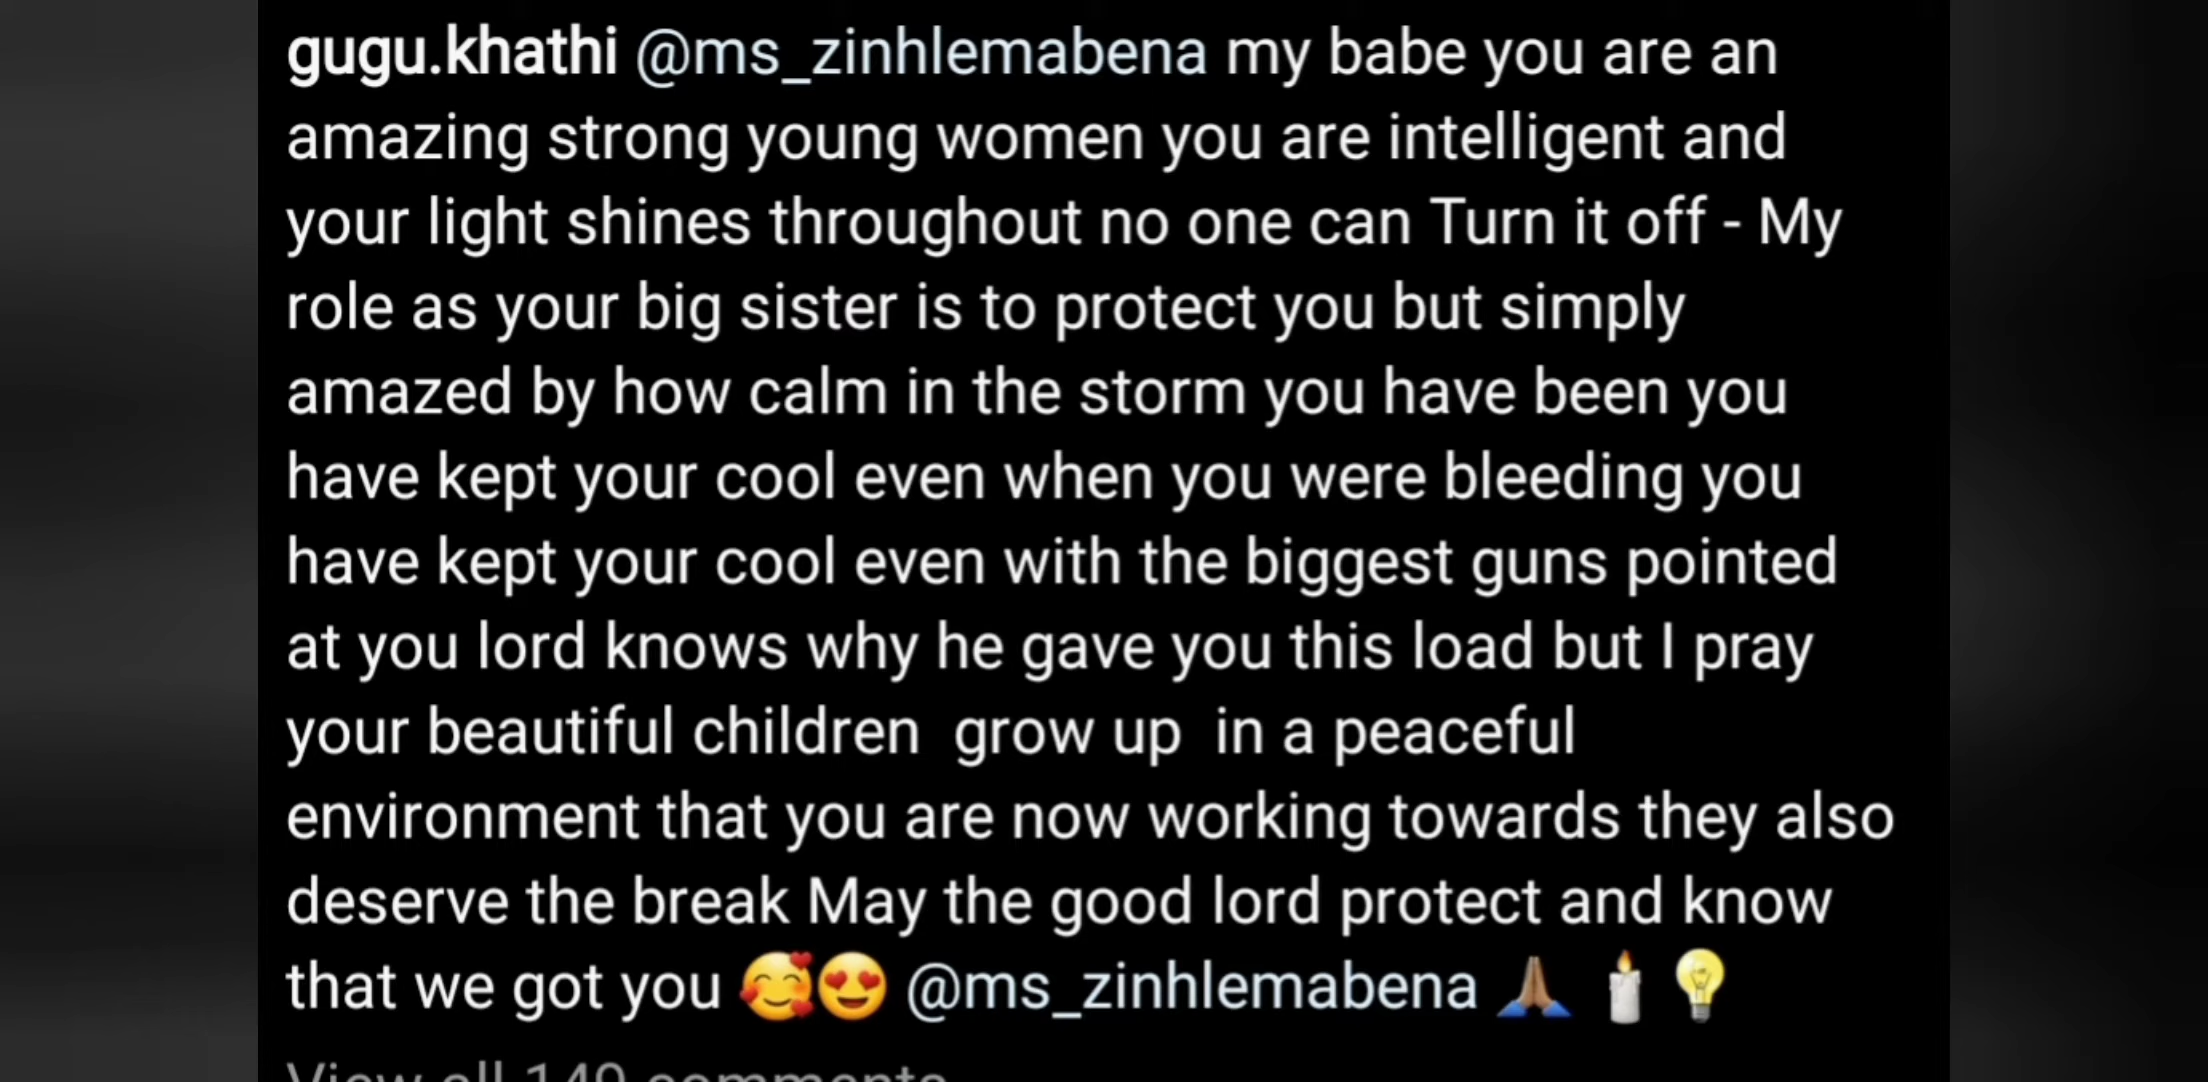 gugu.khathi @ms_zinhlemabena my babe you are an
amazing strong young women you are intelligent and
your light shines throughout no one can Turn it off - My
role as your big sister is to protect you but simply
amazed by how calm in the storm you have been you
have kept your cool even when you were bleeding you
have kept your cool even with the biggest guns pointed
at you lord knows why he gave you this load but I pray
your beautiful children  grow up  in a peaceful
environment that you are now working towards they also
deserve the break May the good lord protect and know
that we got you 🥰😍 @ms_zinhlemabena 🙏🏾 🕯️ 💡
View all 149 comments